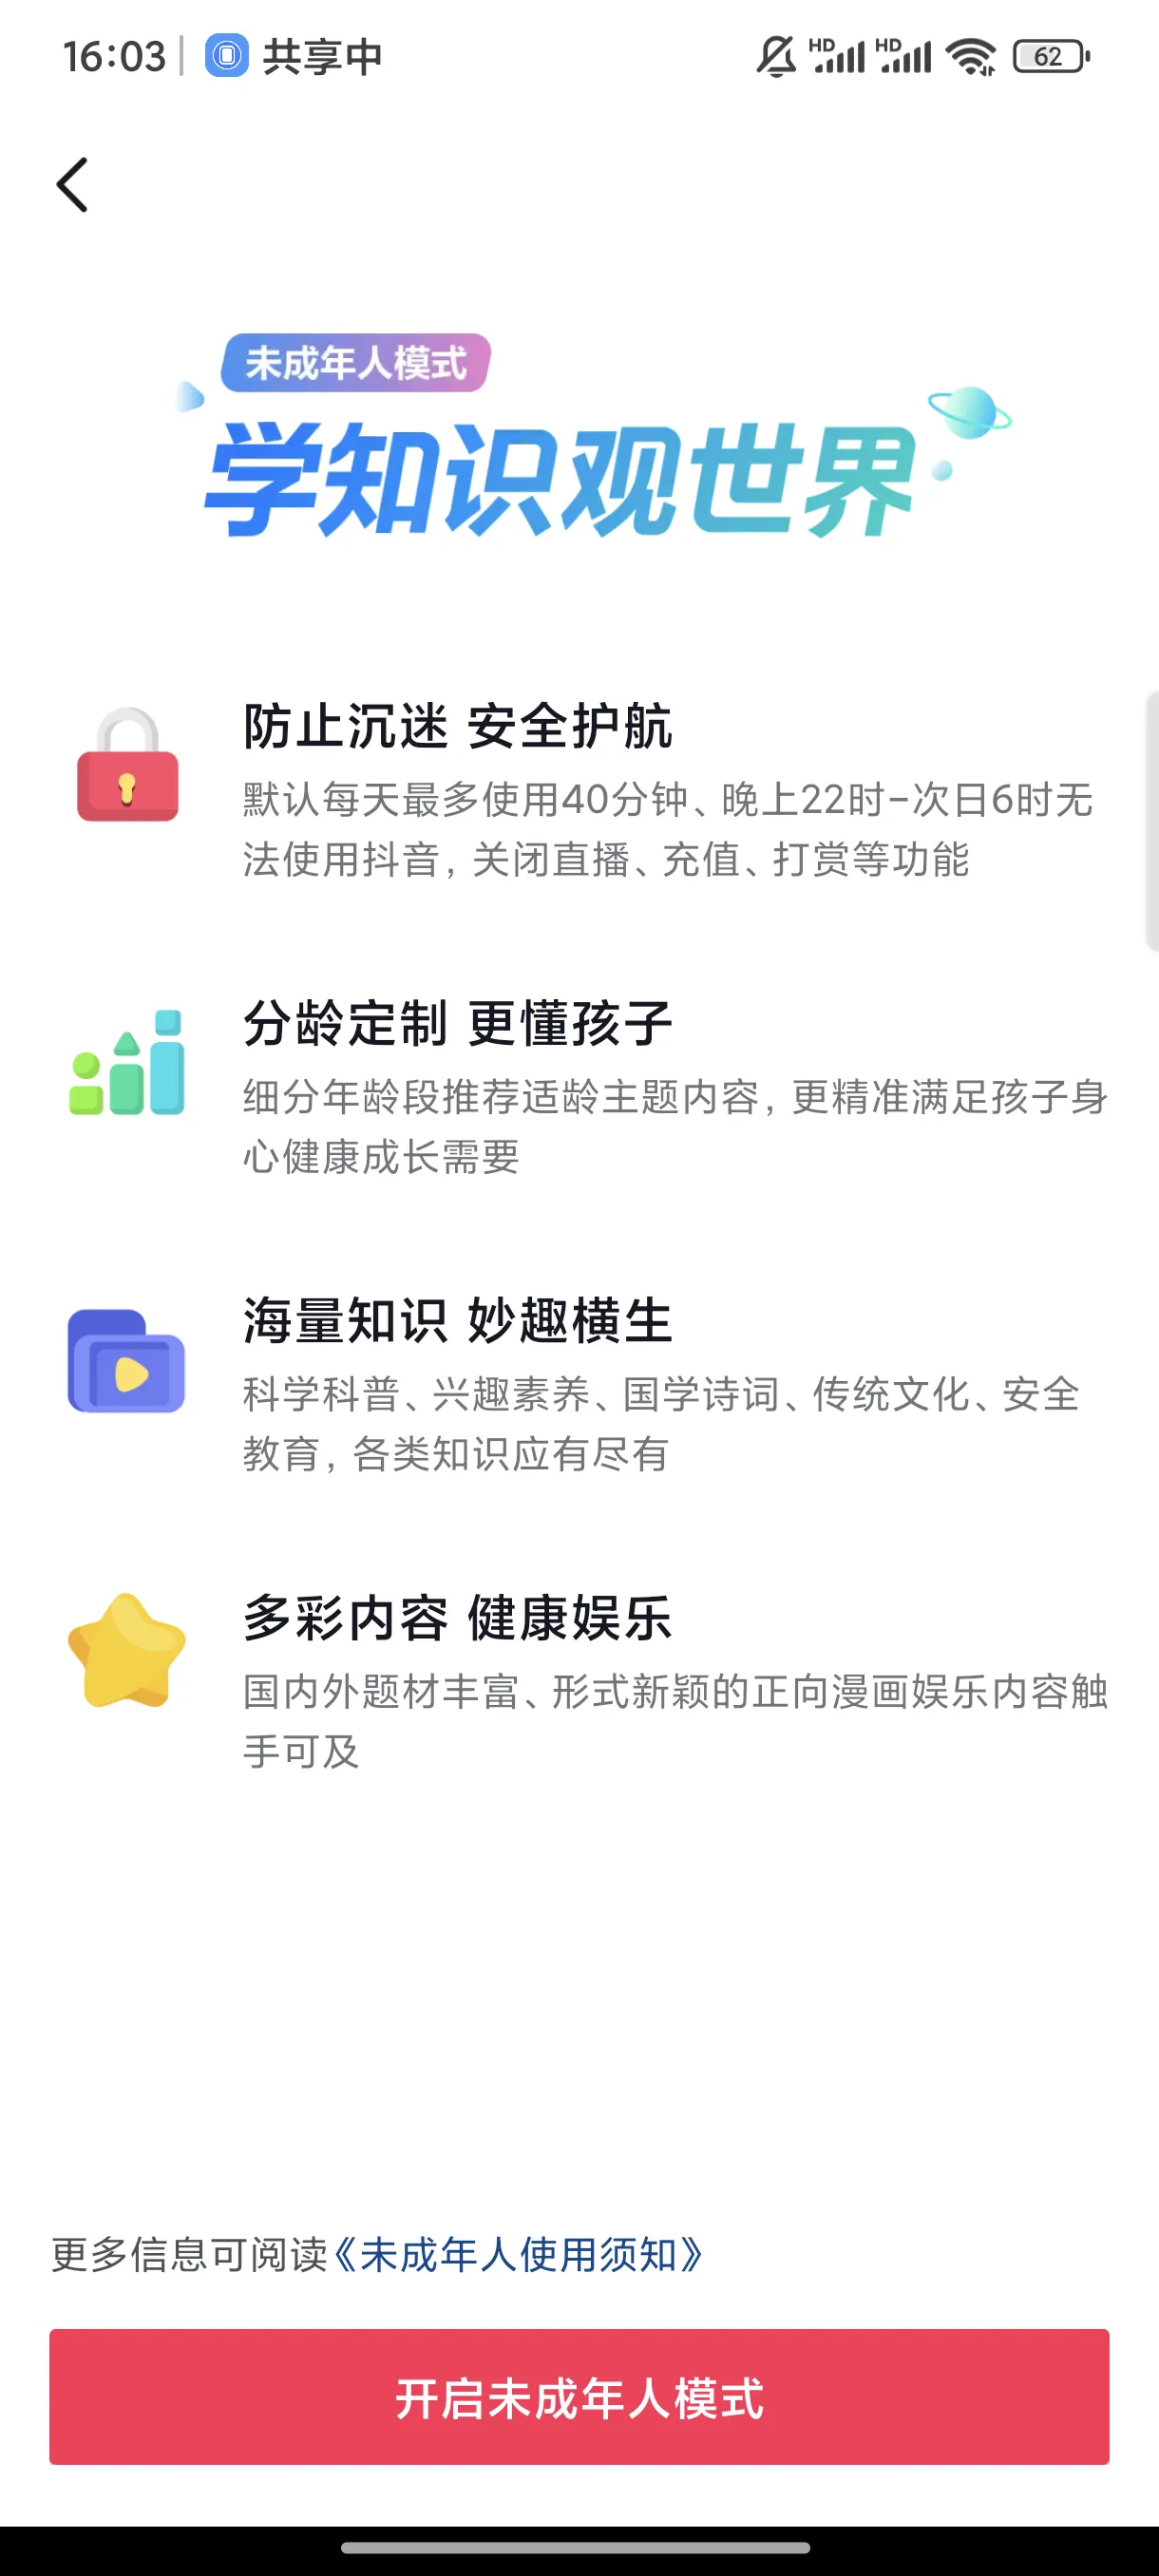 16:03
共享中
HD HD 62
未成年人模式
学知识观世界
防止沉迷 安全护航
默认每天最多使用40分钟、晚上22时-次日6时无
法使用抖音，关闭直播、充值、打赏等功能
分龄定制 更懂孩子
细分年龄段推荐适龄主题内容，更精准满足孩子身
心健康成长需要
海量知识 妙趣横生
科学科普、兴趣素养、国学诗词、传统文化、安全
教育，各类知识应有尽有
多彩内容 健康娱乐
国内外题材丰富、形式新颖的正向漫画娱乐内容触
手可及
更多信息可阅读《未成年人使用须知》
开启未成年人模式